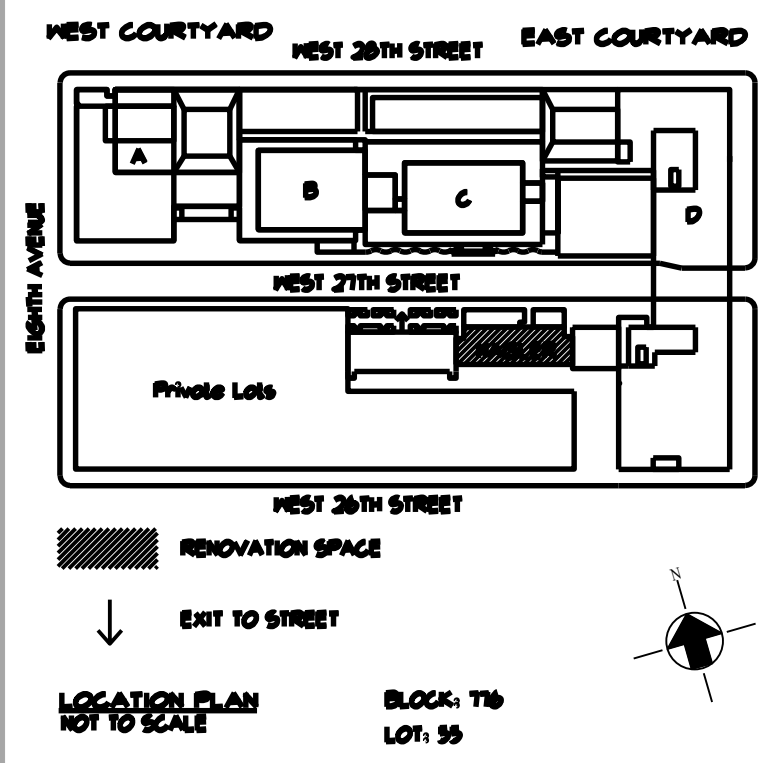 WEST COURTYARD
WEST 28TH STREET
EAST COURTYARD
A
B
C
D
EIGHTH AVENUE
WEST 27TH STREET
Private Lots
WEST 26TH STREET
RENOVATION SPACE
EXIT TO STREET
N
LOCATION PLAN
NOT TO SCALE
BLOCK: 776
LOT: 35